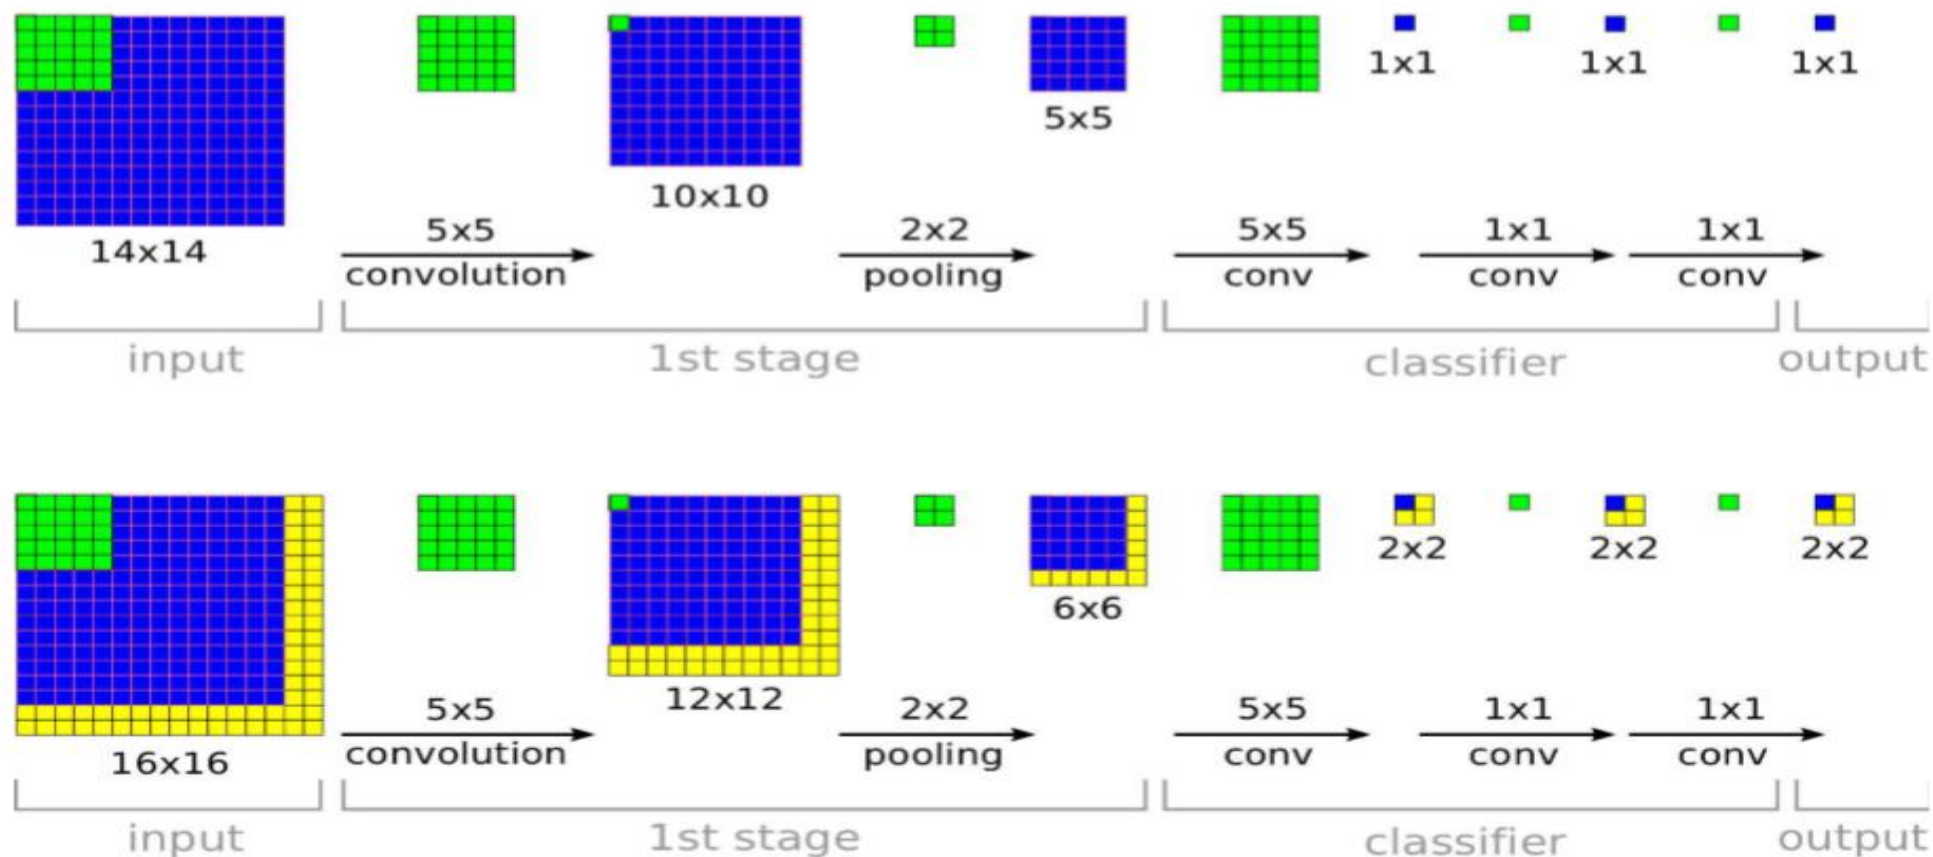 5x5
10x10
14x14
1x1
1x1
1x1
5x5
convolution
2x2
pooling
5x5
conv
1x1
conv
1x1
conv
input
1st stage
classifier
output
16x16
12x12
6x6
2x2
2x2
2x2
5x5
convolution
2x2
pooling
5x5
conv
1x1
conv
1x1
conv
input
1st stage
classifier
output